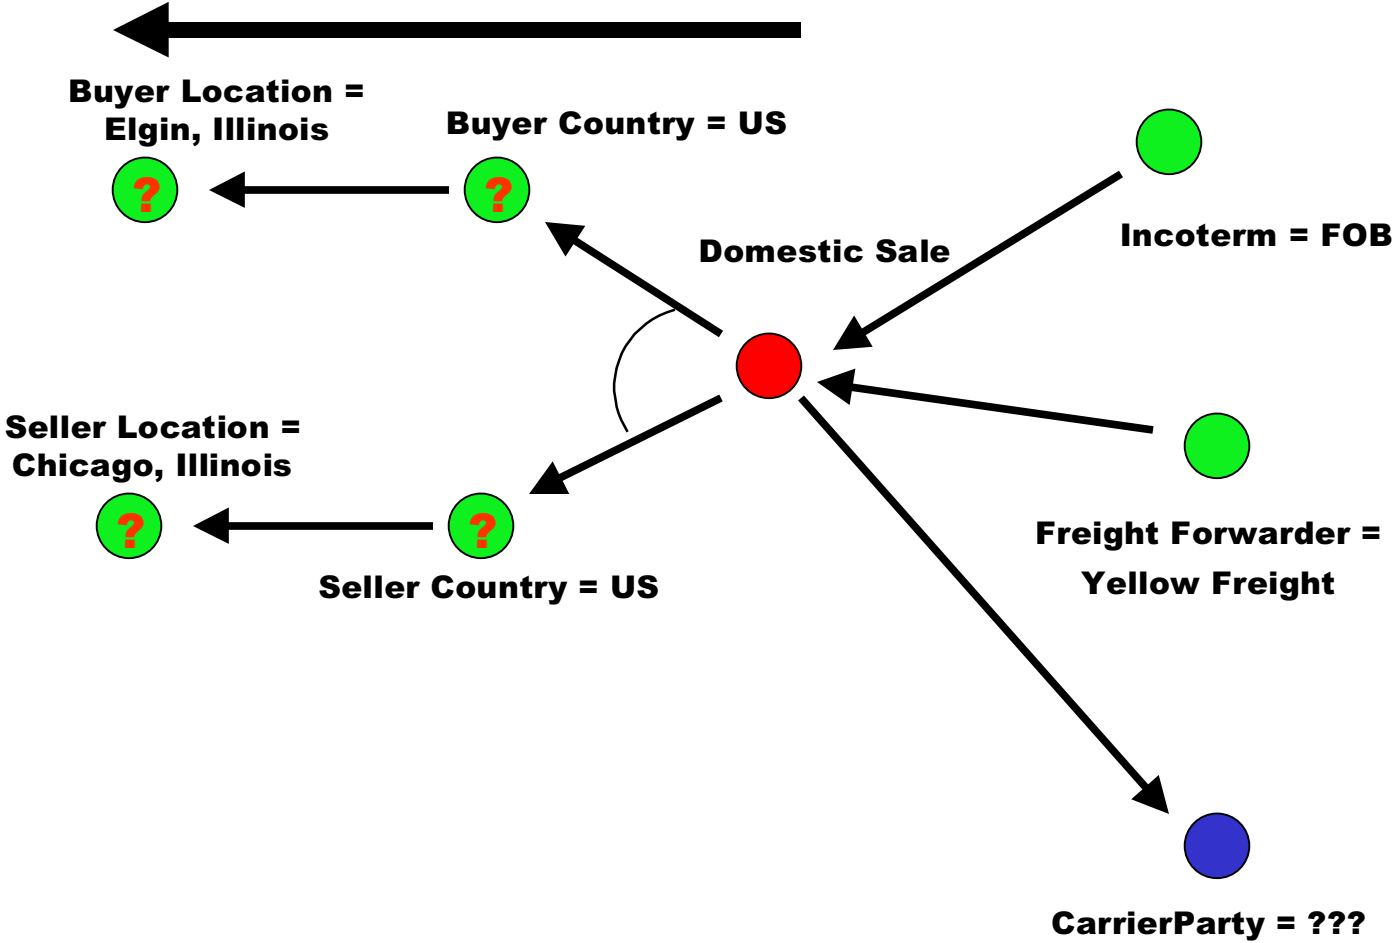 Buyer Location =
Elgin, Illinois
Buyer Country = US
?
?
Incoterm = FOB
Domestic Sale
Seller Location =
Chicago, Illinois
?
?
Seller Country = US
Freight Forwarder =
Yellow Freight
CarrierParty = ???